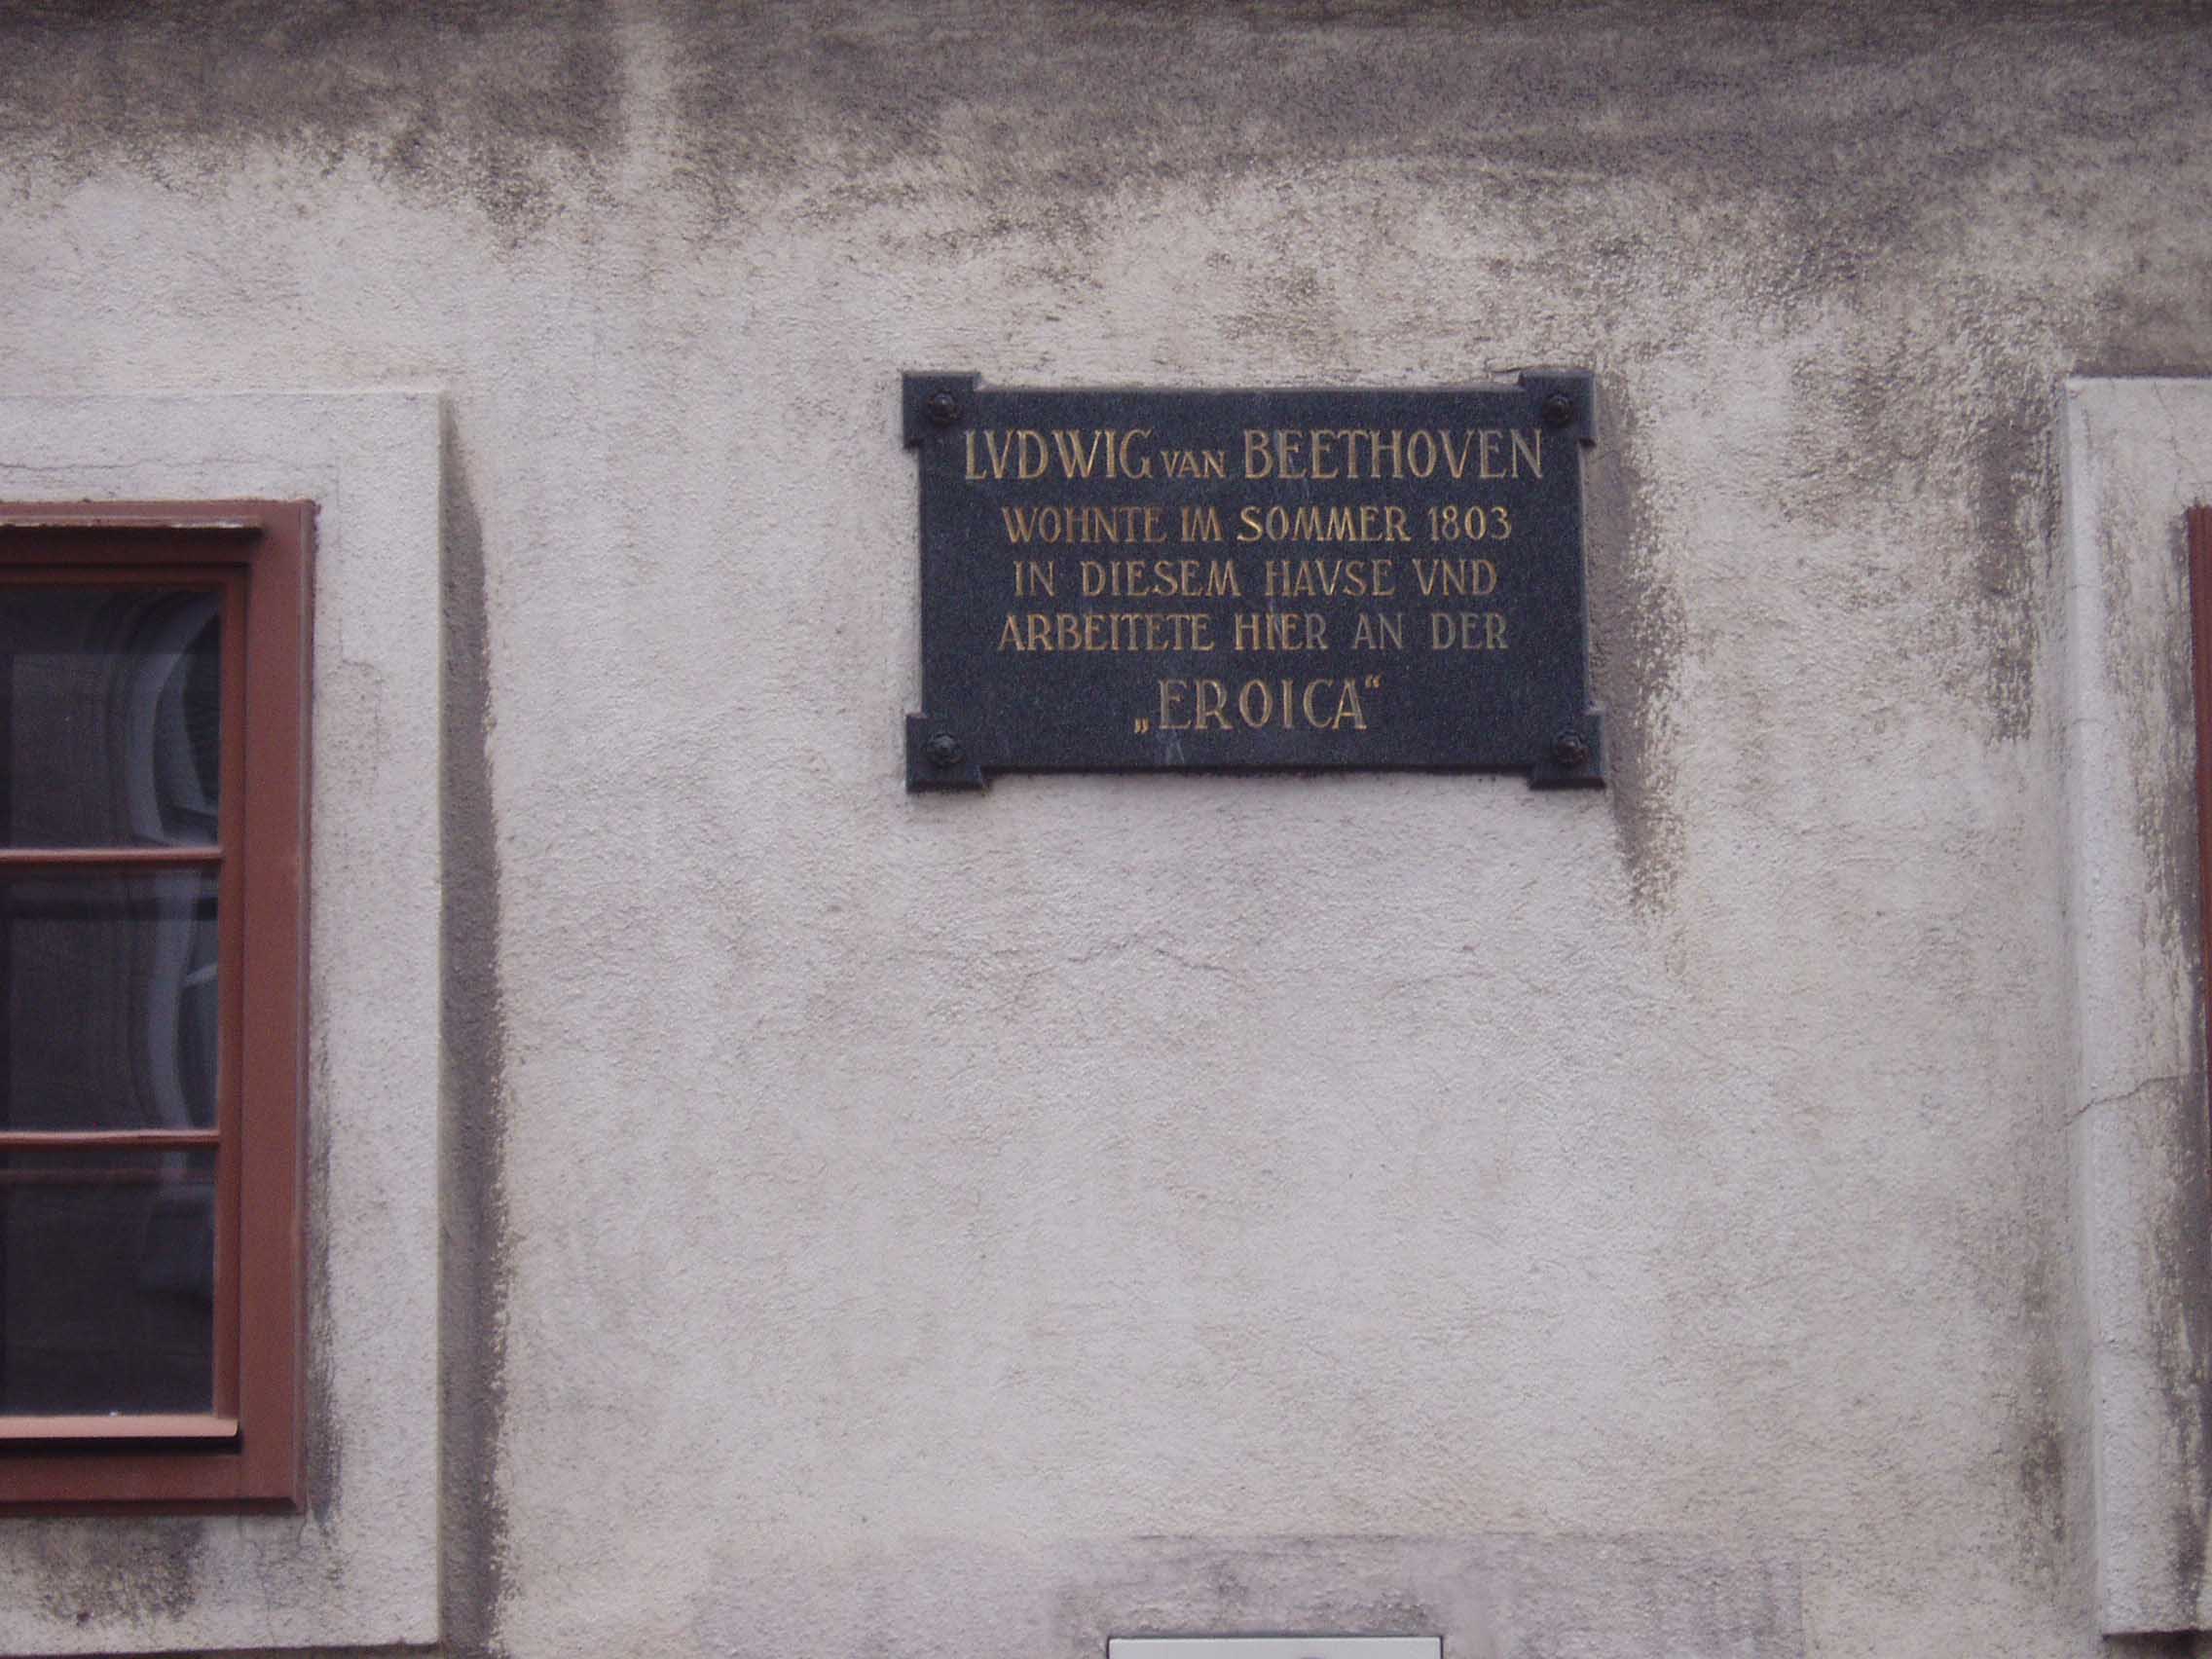 LVDWIG VAN BEETHOVEN
WOHNTE IM SOMMER 1803
IN DIESEM HAVSE VND
ARBEITETE HIER AN DER
„EROICA“